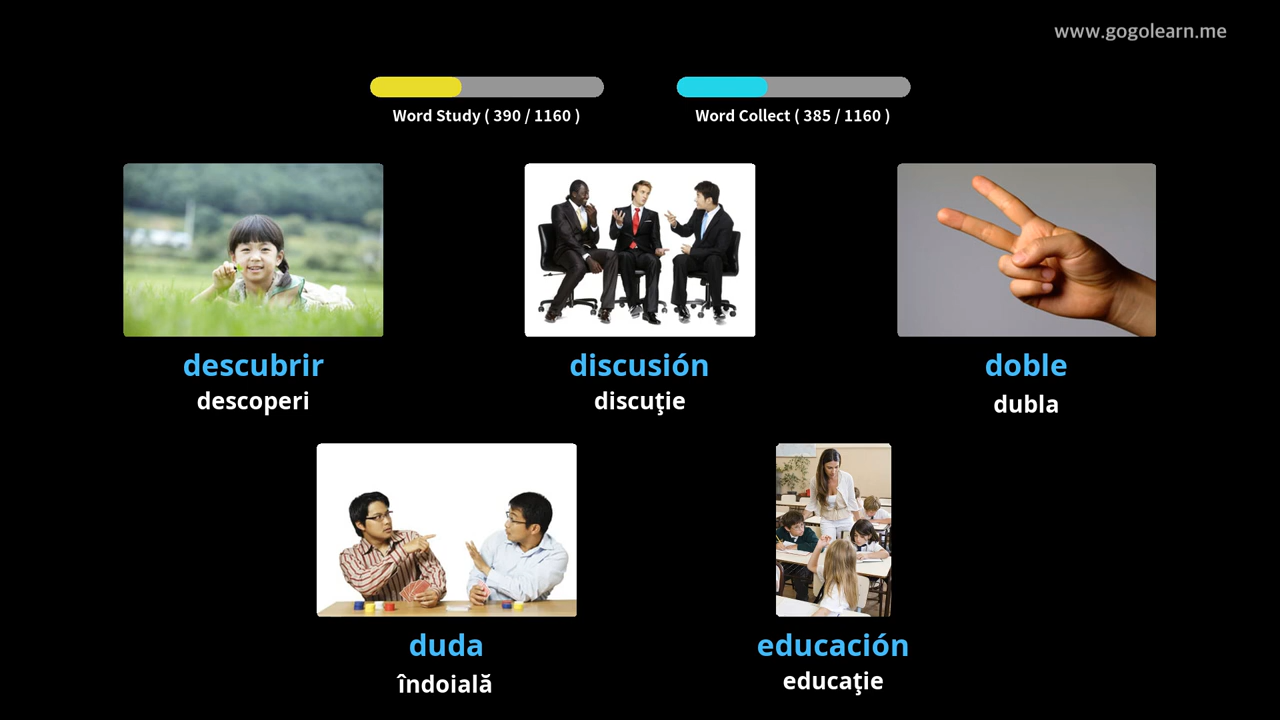 www.gogolearn.me
Word Study ( 390 / 1160 )
Word Collect ( 385 / 1160 )
descubrir
descoperi
discusión
discuţie
doble
dubla
duda
îndoială
educación
educaţie